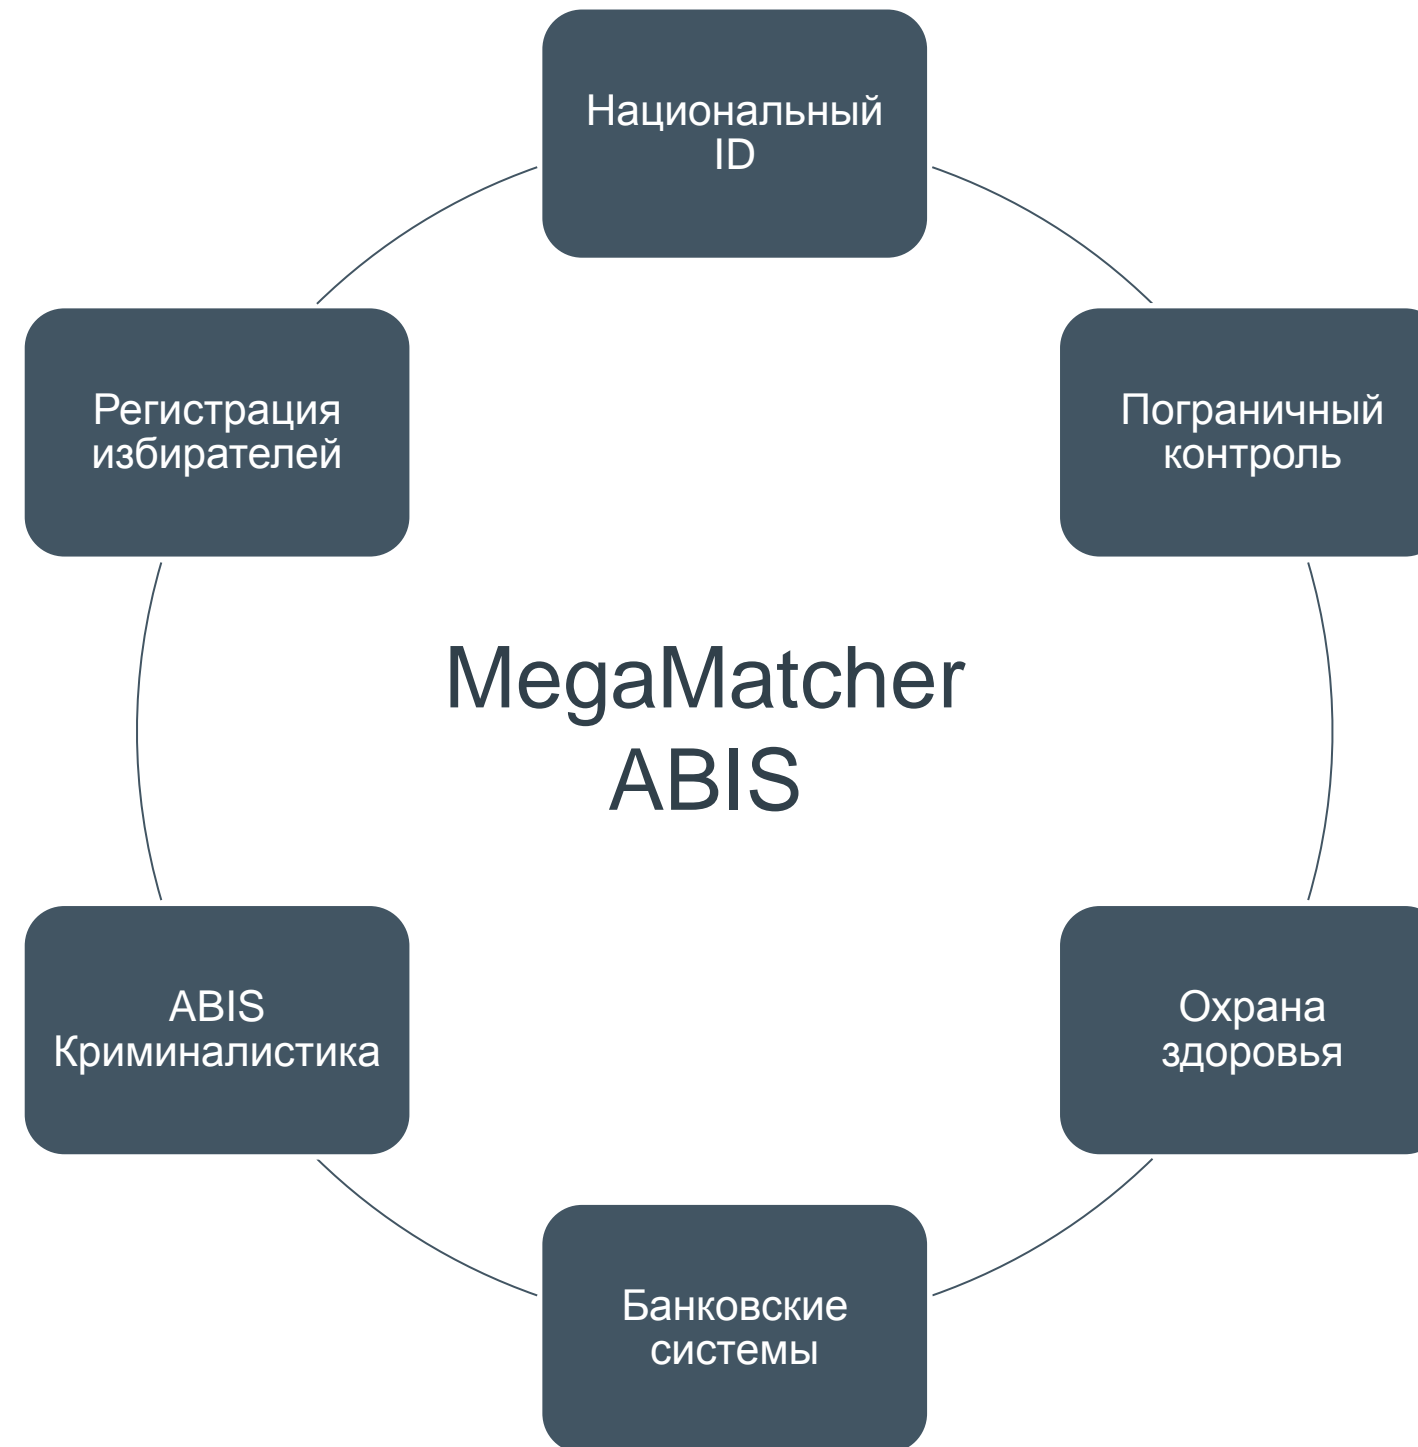 Национальный
ID
Регистрация
избирателей
Пограничный
контроль
MegaMatcher
ABIS
ABIS
Криминалистика
Охрана
здоровья
Банковские
системы